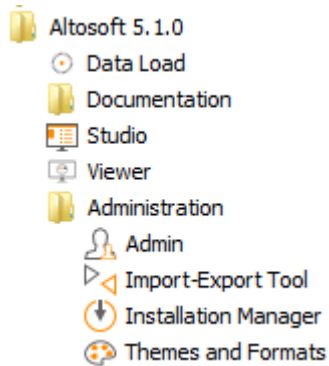 Altosoft 5.1.0
Data Load
Documentation
Studio
Viewer
Administration
Admin
Import-Export Tool
Installation Manager
Themes and Formats